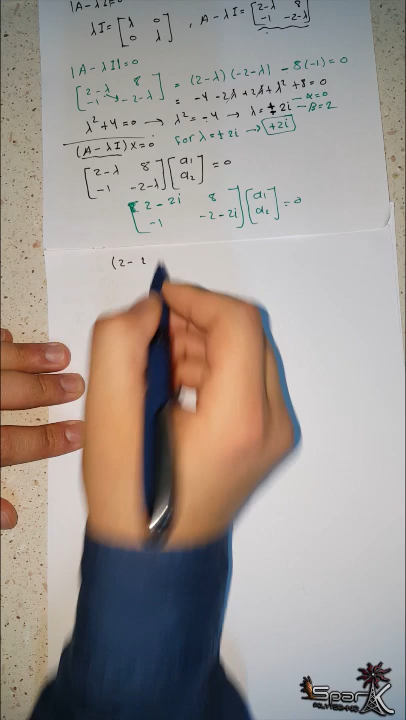 |A-λI|=0
λI=[λ 0 0 λ] , A-λI=[2-λ 8 -1 -2-λ]
|A-λI|=0
[2-λ 8 -1 -2-λ] = (2-λ)(-2-λ) - 8(-1)=0
= -4 -2λ+2λ+λ²+8=0
λ²+4=0 → λ²=-4 → λ=±2i α=0 β=2
(A-λI)x=0 for λ=±2i → +2i
[2-λ 8 -1 -2-λ][a₁ a₂]=0
[2-2i 8 -1 -2-2i][a₁ a₂]=0
(2-2
SparK
POLYTECHNIC